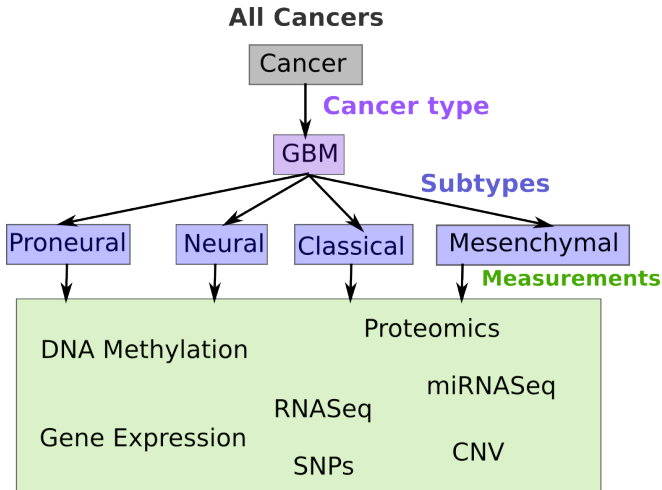 All Cancers
Cancer
Cancer type
GBM
Subtypes
Proneural
Neural
Classical
Mesenchymal
Measurements
Proteomics
DNA Methylation
miRNASeq
RNASeq
Gene Expression
CNV
SNPs